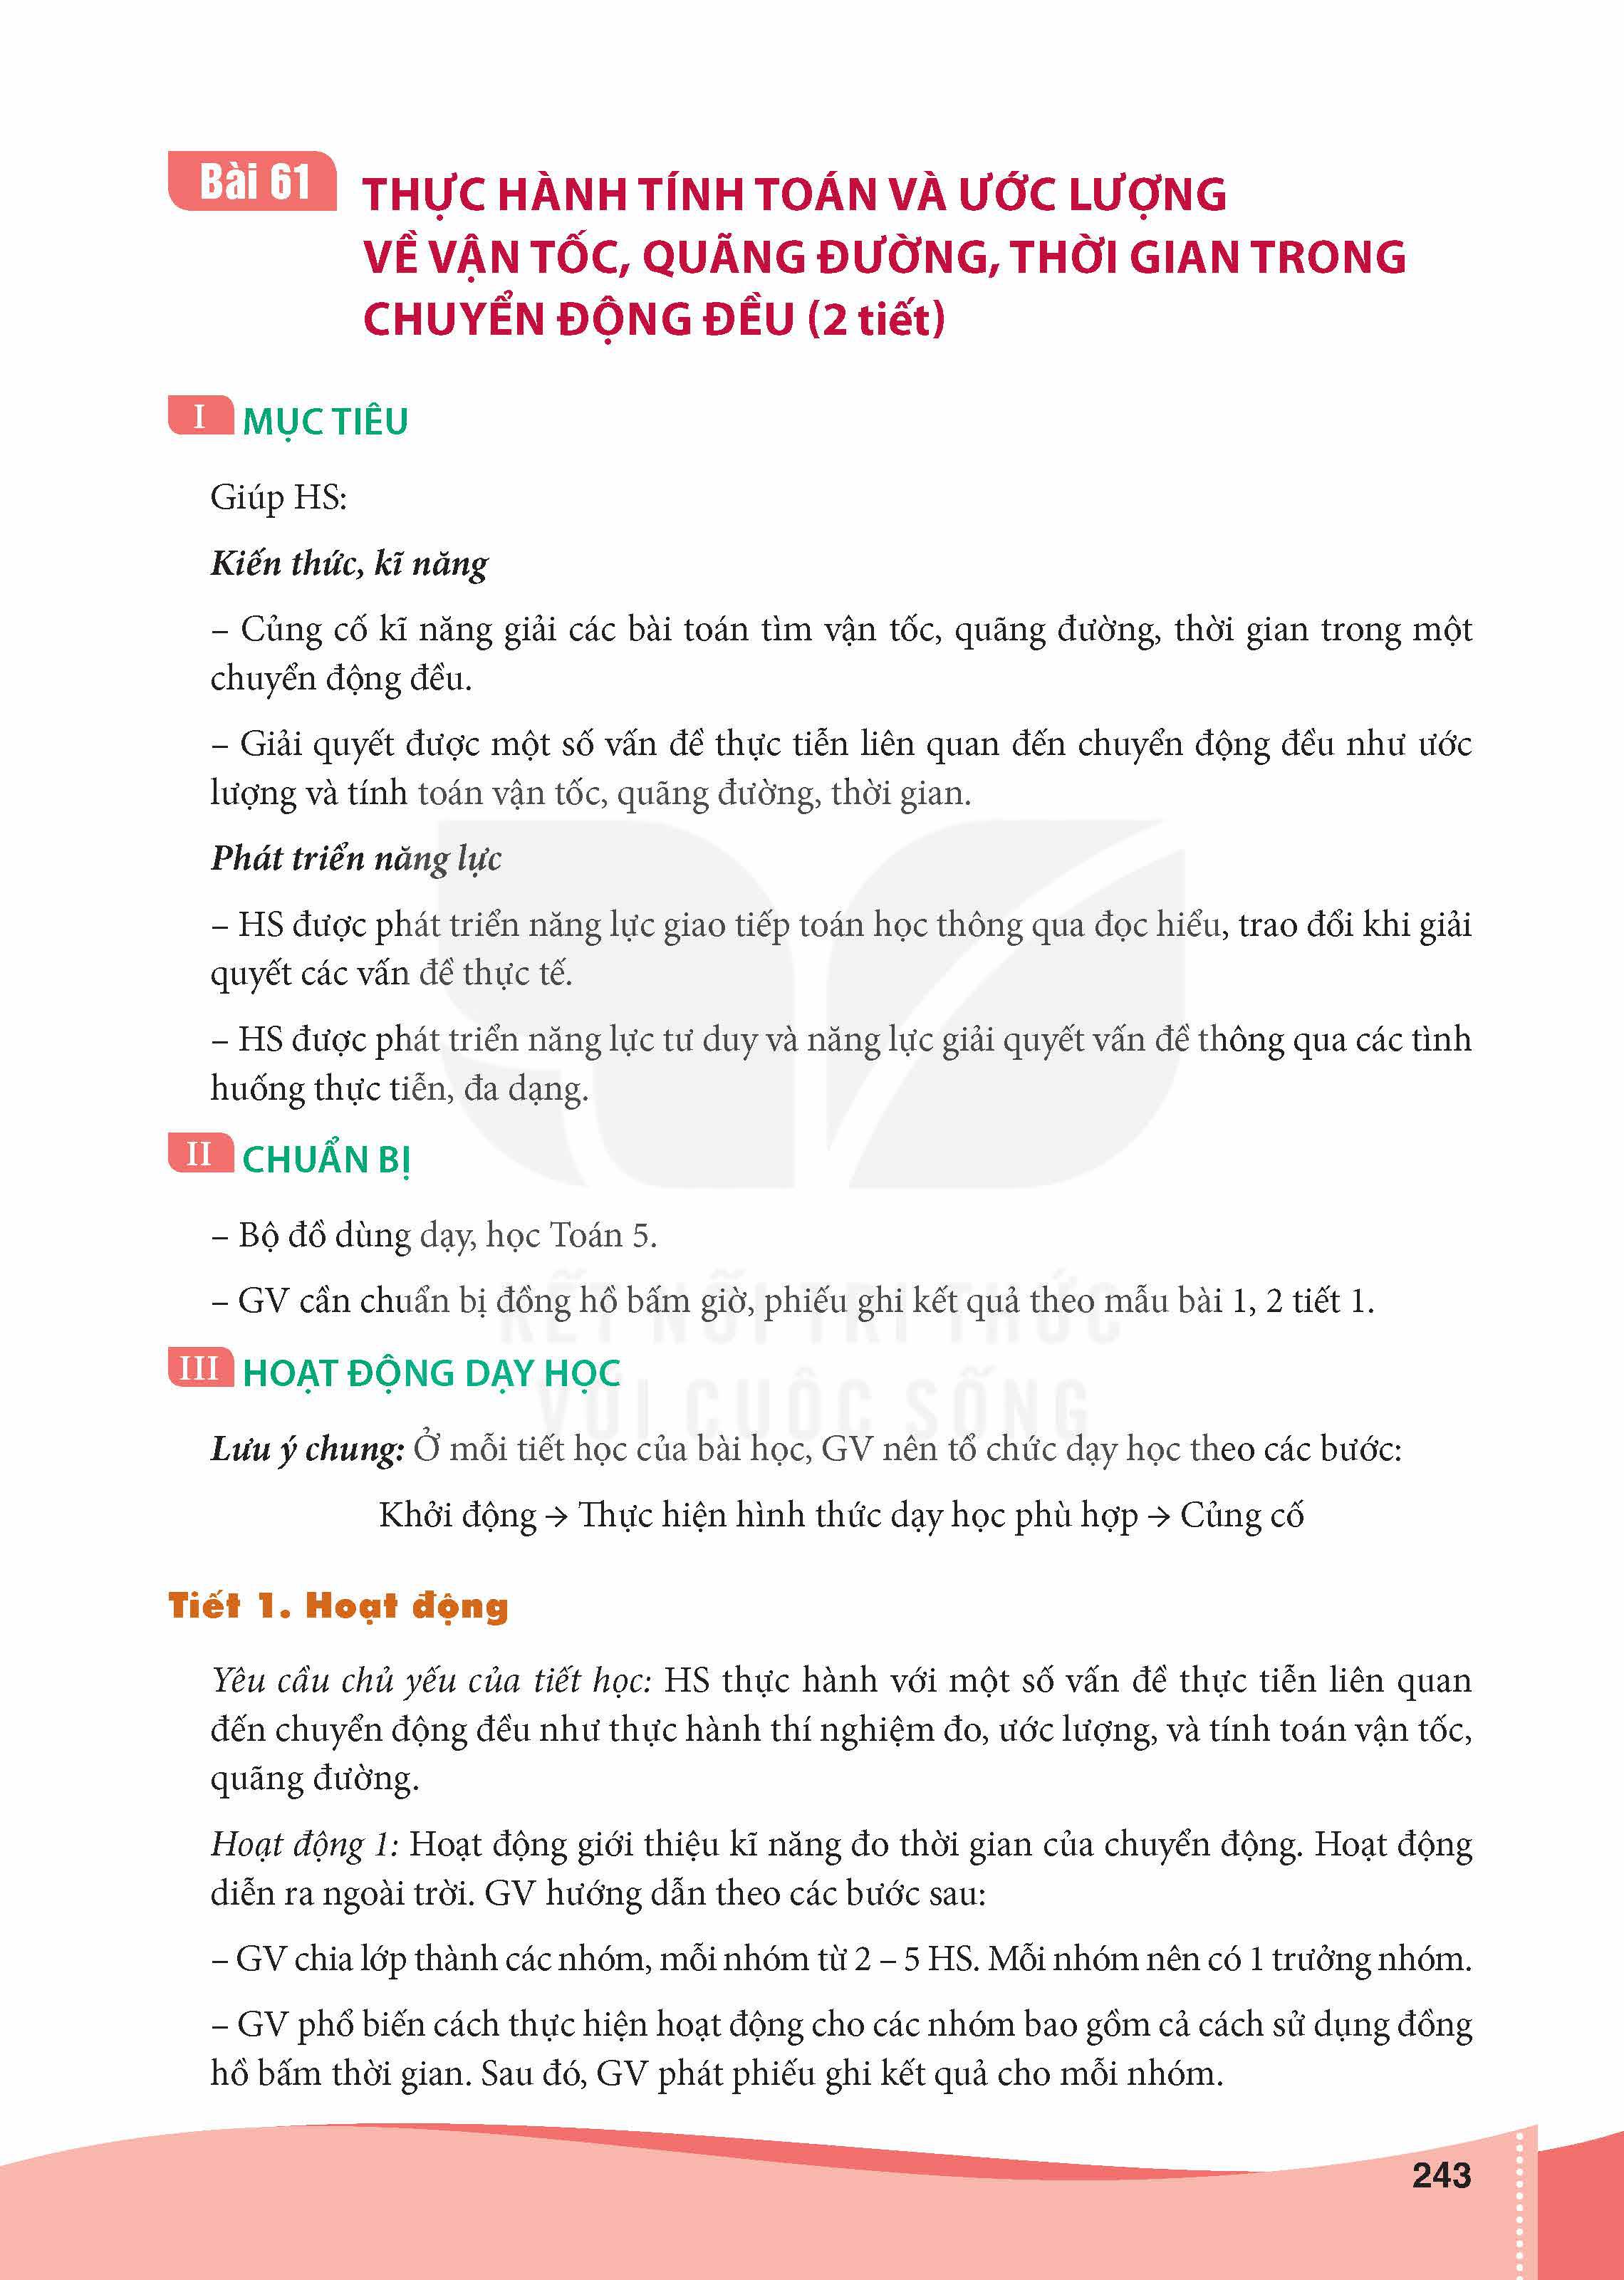 Bài 61
THỰC HÀNH TÍNH TOÁN VÀ ƯỚC LƯỢNG
VỀ VẬN TỐC, QUÃNG ĐƯỜNG, THỜI GIAN TRONG
CHUYỂN ĐỘNG ĐỀU (2 tiết)
I MỤC TIÊU
Giúp HS:
Kiến thức, kĩ năng
– Củng cố kĩ năng giải các bài toán tìm vận tốc, quãng đường, thời gian trong một
chuyển động đều.
– Giải quyết được một số vấn đề thực tiễn liên quan đến chuyển động đều như ước
lượng và tính toán vận tốc, quãng đường, thời gian.
Phát triển năng lực
– HS được phát triển năng lực giao tiếp toán học thông qua đọc hiểu, trao đổi khi giải
quyết các vấn đề thực tế.
– HS được phát triển năng lực tư duy và năng lực giải quyết vấn đề thông qua các tình
huống thực tiễn, đa dạng.
II CHUẨN BỊ
– Bộ đồ dùng dạy, học Toán 5.
– GV cần chuẩn bị đồng hồ bấm giờ, phiếu ghi kết quả theo mẫu bài 1, 2 tiết 1.
KẾT NỐI TRI THỨC
III HOẠT ĐỘNG DẠY HỌC
VỚI CUỘC SỐNG
Lưu ý chung: Ở mỗi tiết học của bài học, GV nên tổ chức dạy học theo các bước:
Khởi động → Thực hiện hình thức dạy học phù hợp → Củng cố
Tiết 1. Hoạt động
Yêu cầu chủ yếu của tiết học: HS thực hành với một số vấn đề thực tiễn liên quan
đến chuyển động đều như thực hành thí nghiệm đo, ước lượng, và tính toán vận tốc,
quãng đường.
Hoạt động 1: Hoạt động giới thiệu kĩ năng đo thời gian của chuyển động. Hoạt động
diễn ra ngoài trời. GV hướng dẫn theo các bước sau:
– GV chia lớp thành các nhóm, mỗi nhóm từ 2 – 5 HS. Mỗi nhóm nên có 1 trưởng nhóm.
– GV phổ biến cách thực hiện hoạt động cho các nhóm bao gồm cả cách sử dụng đồng
hồ bấm thời gian. Sau đó, GV phát phiếu ghi kết quả cho mỗi nhóm.
243